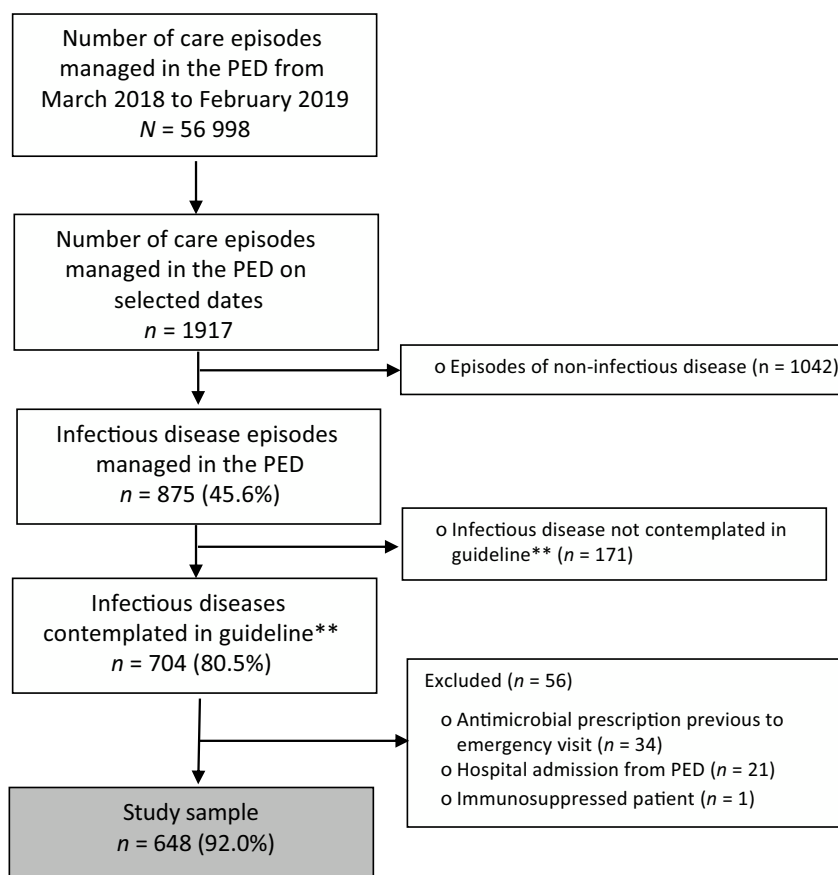 Number of care episodes
managed in the PED from
March 2018 to February 2019
N = 56 998
Number of care episodes
managed in the PED on
selected dates
n = 1917
o Episodes of non-infectious disease (n = 1042)
Infectious disease episodes
managed in the PED
n = 875 (45.6%)
o Infectious disease not contemplated in
guideline** (n = 171)
Infectious diseases
contemplated in guideline**
n = 704 (80.5%)
Excluded (n = 56)
o Antimicrobial prescription previous to
emergency visit (n = 34)
o Hospital admission from PED (n = 21)
o Immunosuppressed patient (n = 1)
Study sample
n = 648 (92.0%)